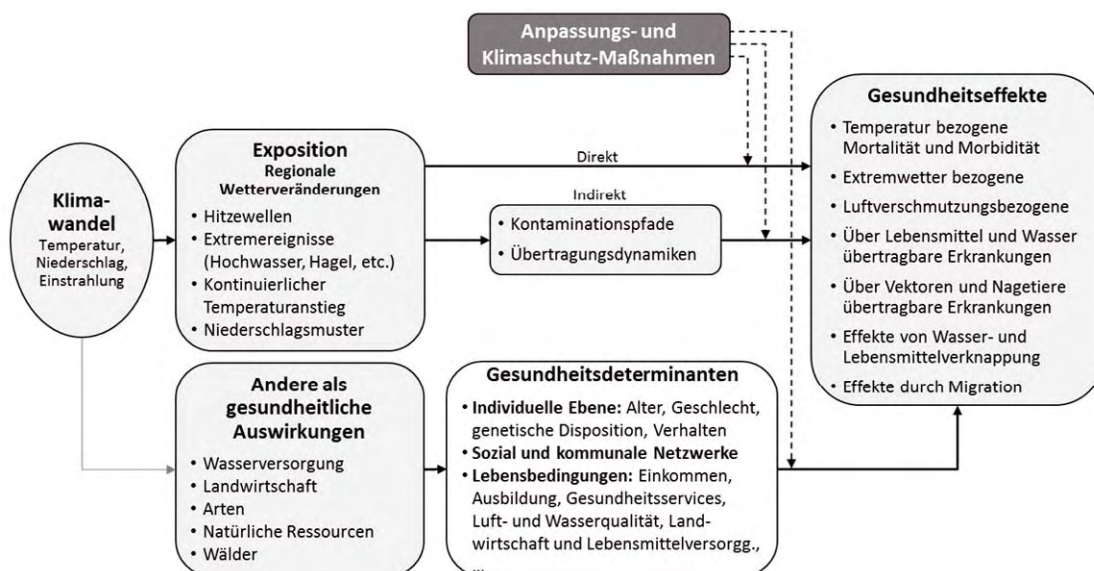 Anpassungs- und
Klimaschutz-Maßnahmen
Klima-
wandel
Temperatur,
Niederschlag,
Einstrahlung
Exposition
Regionale
Wetterveränderungen
• Hitzewellen
• Extremereignisse
(Hochwasser, Hagel, etc.)
• Kontinuierlicher
Temperaturanstieg
• Niederschlagsmuster
Direkt
Indirekt
• Kontaminationspfade
• Übertragungsdynamiken
Gesundheitseffekte
• Temperatur bezogene
Mortalität und Morbidität
• Extremwetter bezogene
• Luftverschmutzungsbezogene
• Über Lebensmittel und Wasser
übertragbare Erkrankungen
• Über Vektoren und Nagetiere
übertragbare Erkrankungen
• Effekte von Wasser- und
Lebensmittelverknappung
• Effekte durch Migration
Andere als
gesundheitliche
Auswirkungen
• Wasserversorgung
• Landwirtschaft
• Arten
• Natürliche Ressourcen
• Wälder
Gesundheitsdeterminanten
• Individuelle Ebene: Alter, Geschlecht,
genetische Disposition, Verhalten
• Sozial und kommunale Netzwerke
• Lebensbedingungen: Einkommen,
Ausbildung, Gesundheitsservices,
Luft- und Wasserqualität, Land-
wirtschaft und Lebensmittelversorgg.,
...